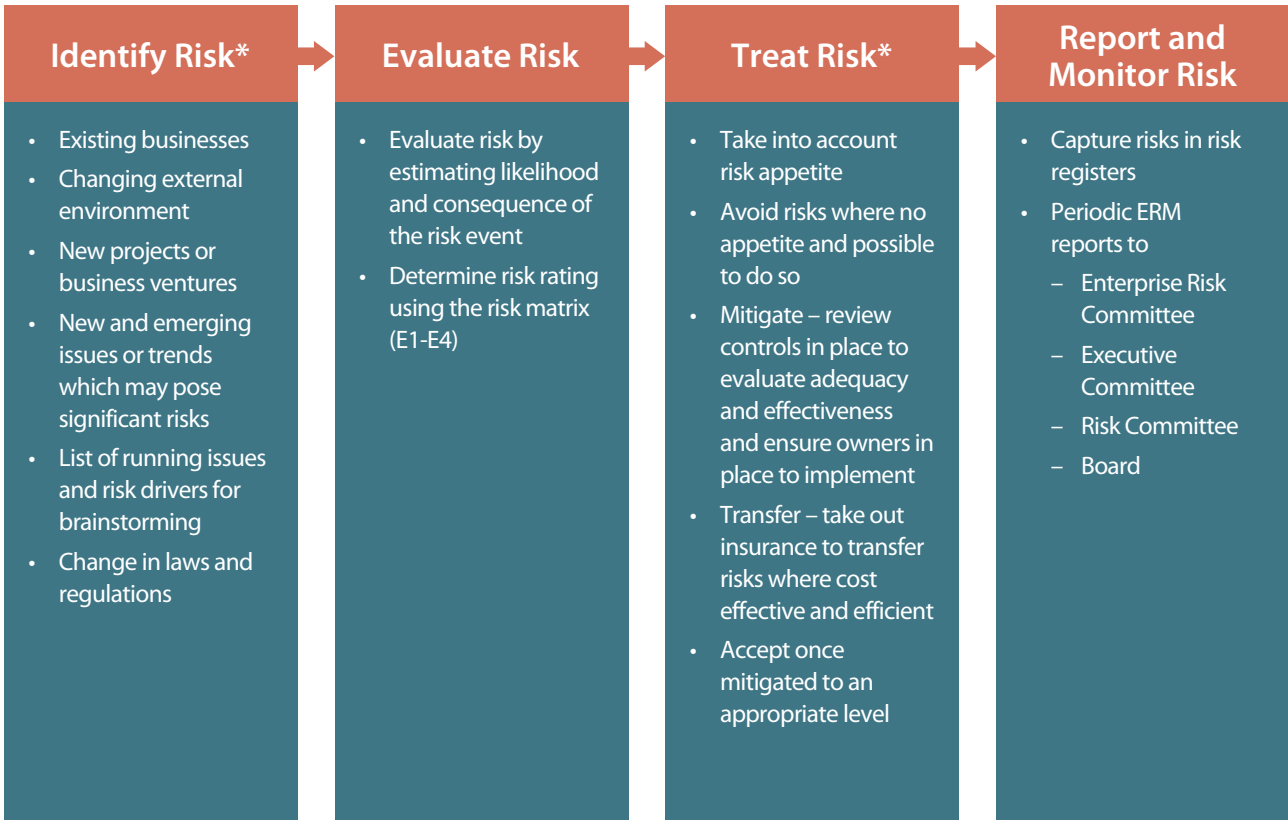 Identify Risk*
• Existing businesses
• Changing external
environment
• New projects or
business ventures
• New and emerging
issues or trends
which may pose
significant risks
• List of running issues
and risk drivers for
brainstorming
• Change in laws and
regulations
Evaluate Risk
• Evaluate risk by
estimating likelihood
and consequence of
the risk event
• Determine risk rating
using the risk matrix
(E1-E4)
Treat Risk*
• Take into account
risk appetite
• Avoid risks where no
appetite and possible
to do so
• Mitigate – review
controls in place to
evaluate adequacy
and effectiveness
and ensure owners in
place to implement
• Transfer – take out
insurance to transfer
risks where cost
effective and efficient
• Accept once
mitigated to an
appropriate level
Report and
Monitor Risk
• Capture risks in risk
registers
• Periodic ERM
reports to
– Enterprise Risk
Committee
– Executive
Committee
– Risk Committee
– Board